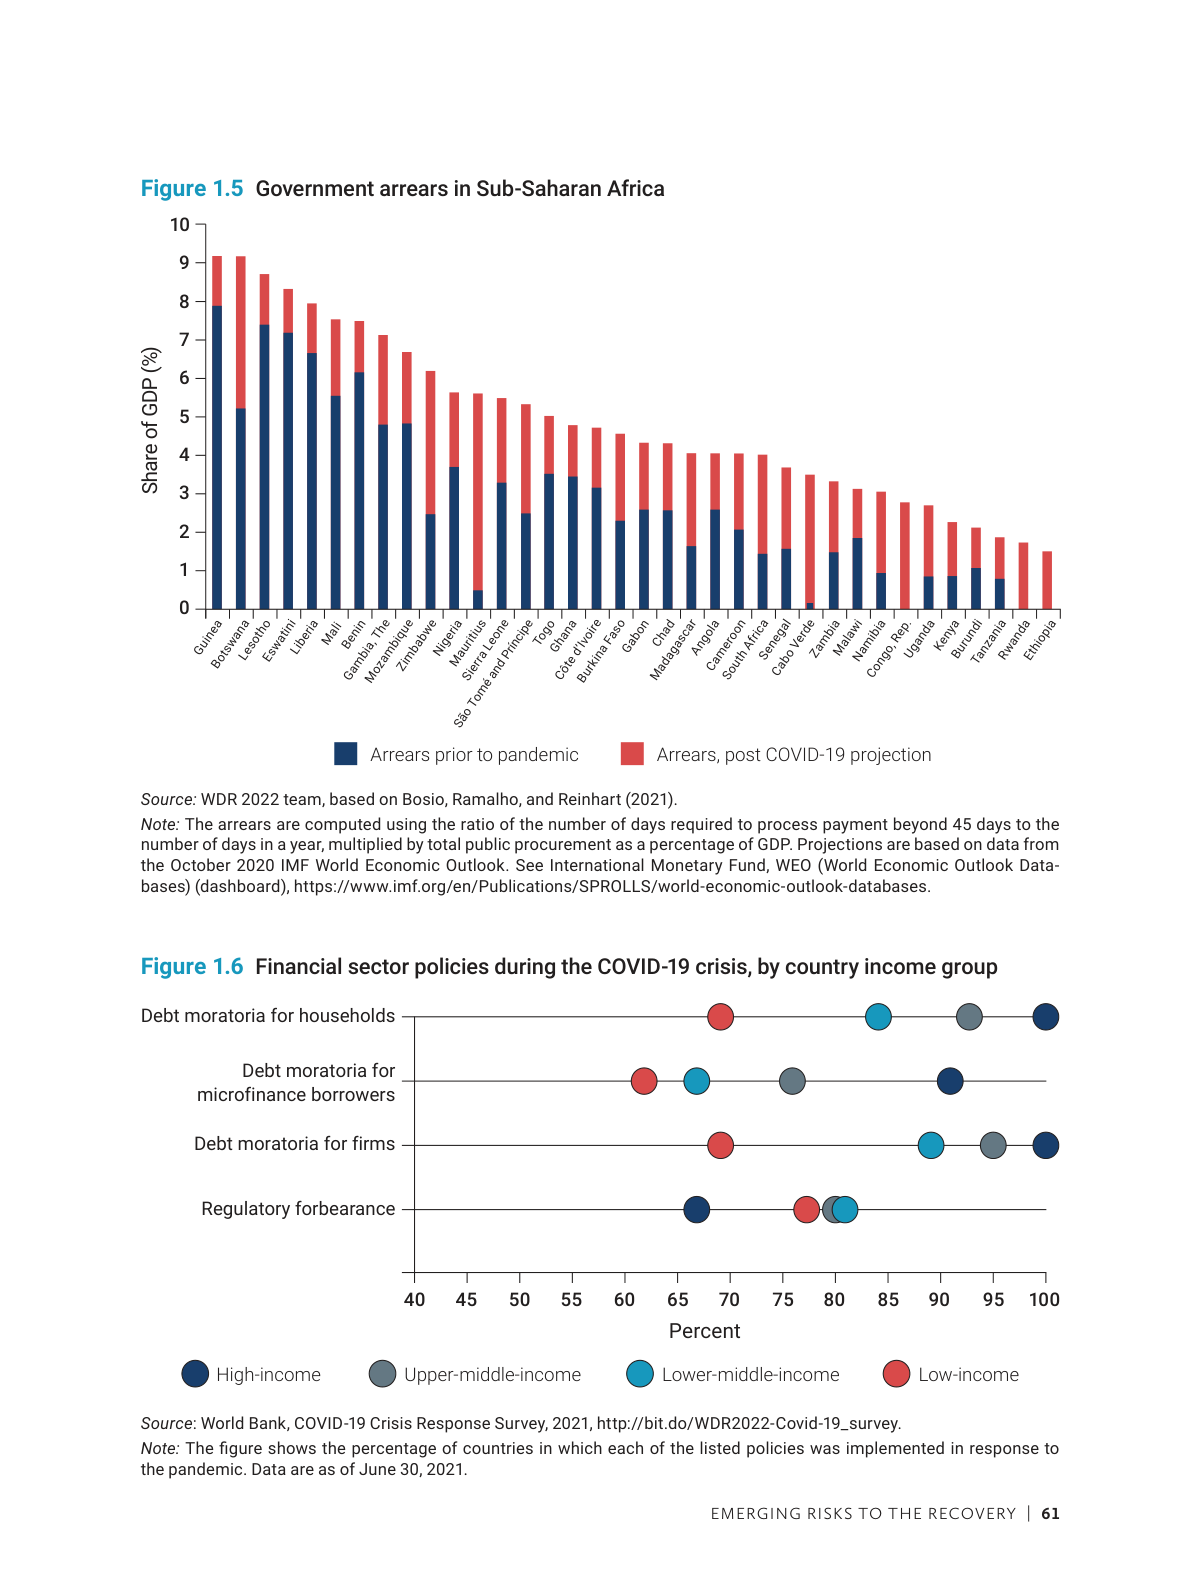 Figure 1.5 Government arrears in Sub-Saharan Africa
10
9
8
7
6
5
4
3
2
1
0
Share of GDP (%)
Guinea
Botswana
Lesotho
Eswatini
Liberia
Mali
Benin
Gambia, The
Mozambique
Zimbabwe
Nigeria
Mauritius
Sierra Leone
São Tomé and Príncipe
Togo
Ghana
Côte d'Ivoire
Burkina Faso
Gabon
Chad
Madagascar
Angola
Cameroon
South Africa
Senegal
Cabo Verde
Zambia
Malawi
Namibia
Congo, Rep.
Uganda
Kenya
Burundi
Tanzania
Rwanda
Ethiopia
Arrears prior to pandemic Arrears, post COVID-19 projection
Source: WDR 2022 team, based on Bosio, Ramalho, and Reinhart (2021).
Note: The arrears are computed using the ratio of the number of days required to process payment beyond 45 days to the
number of days in a year, multiplied by total public procurement as a percentage of GDP. Projections are based on data from
the October 2020 IMF World Economic Outlook. See International Monetary Fund, WEO (World Economic Outlook Data-
bases) (dashboard), https://www.imf.org/en/Publications/SPROLLS/world-economic-outlook-databases.
Figure 1.6 Financial sector policies during the COVID-19 crisis, by country income group
Debt moratoria for households
Debt moratoria for
microfinance borrowers
Debt moratoria for firms
Regulatory forbearance
40 45 50 55 60 65 70 75 80 85 90 95 100
Percent
High-income Upper-middle-income Lower-middle-income Low-income
Source: World Bank, COVID-19 Crisis Response Survey, 2021, http://bit.do/WDR2022-Covid-19_survey.
Note: The figure shows the percentage of countries in which each of the listed policies was implemented in response to
the pandemic. Data are as of June 30, 2021.
EMERGING RISKS TO THE RECOVERY | 61